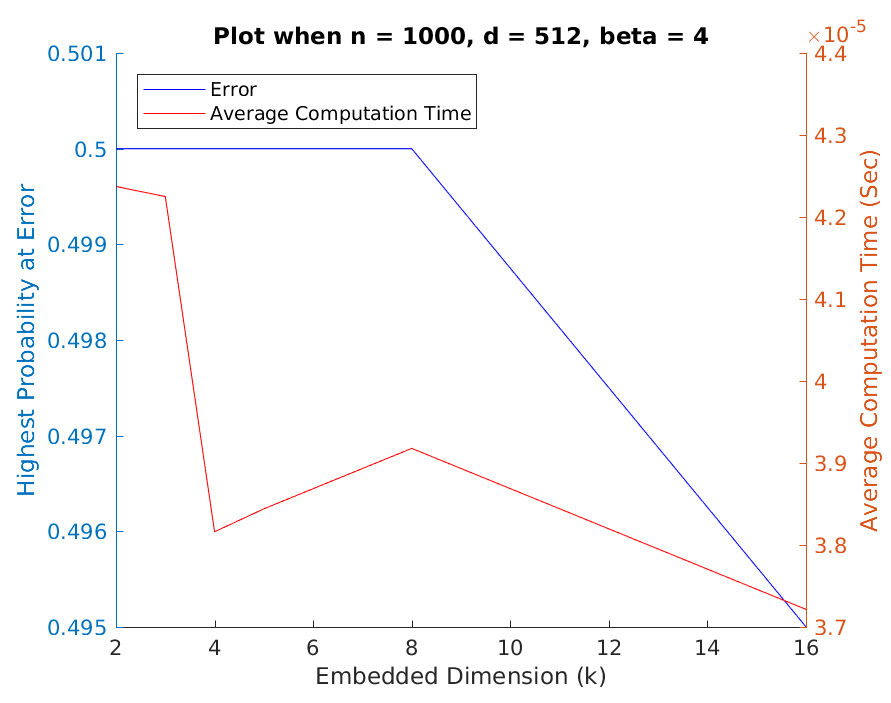 Plot when n = 1000, d = 512, beta = 4
×10-5
Error
Average Computation Time
Highest Probability at Error
0.501
0.5
0.499
0.498
0.497
0.496
0.495
4.4
4.3
4.2
4.1
4
3.9
3.8
3.7
Average Computation Time (Sec)
2 4 6 8 10 12 14 16
Embedded Dimension (k)